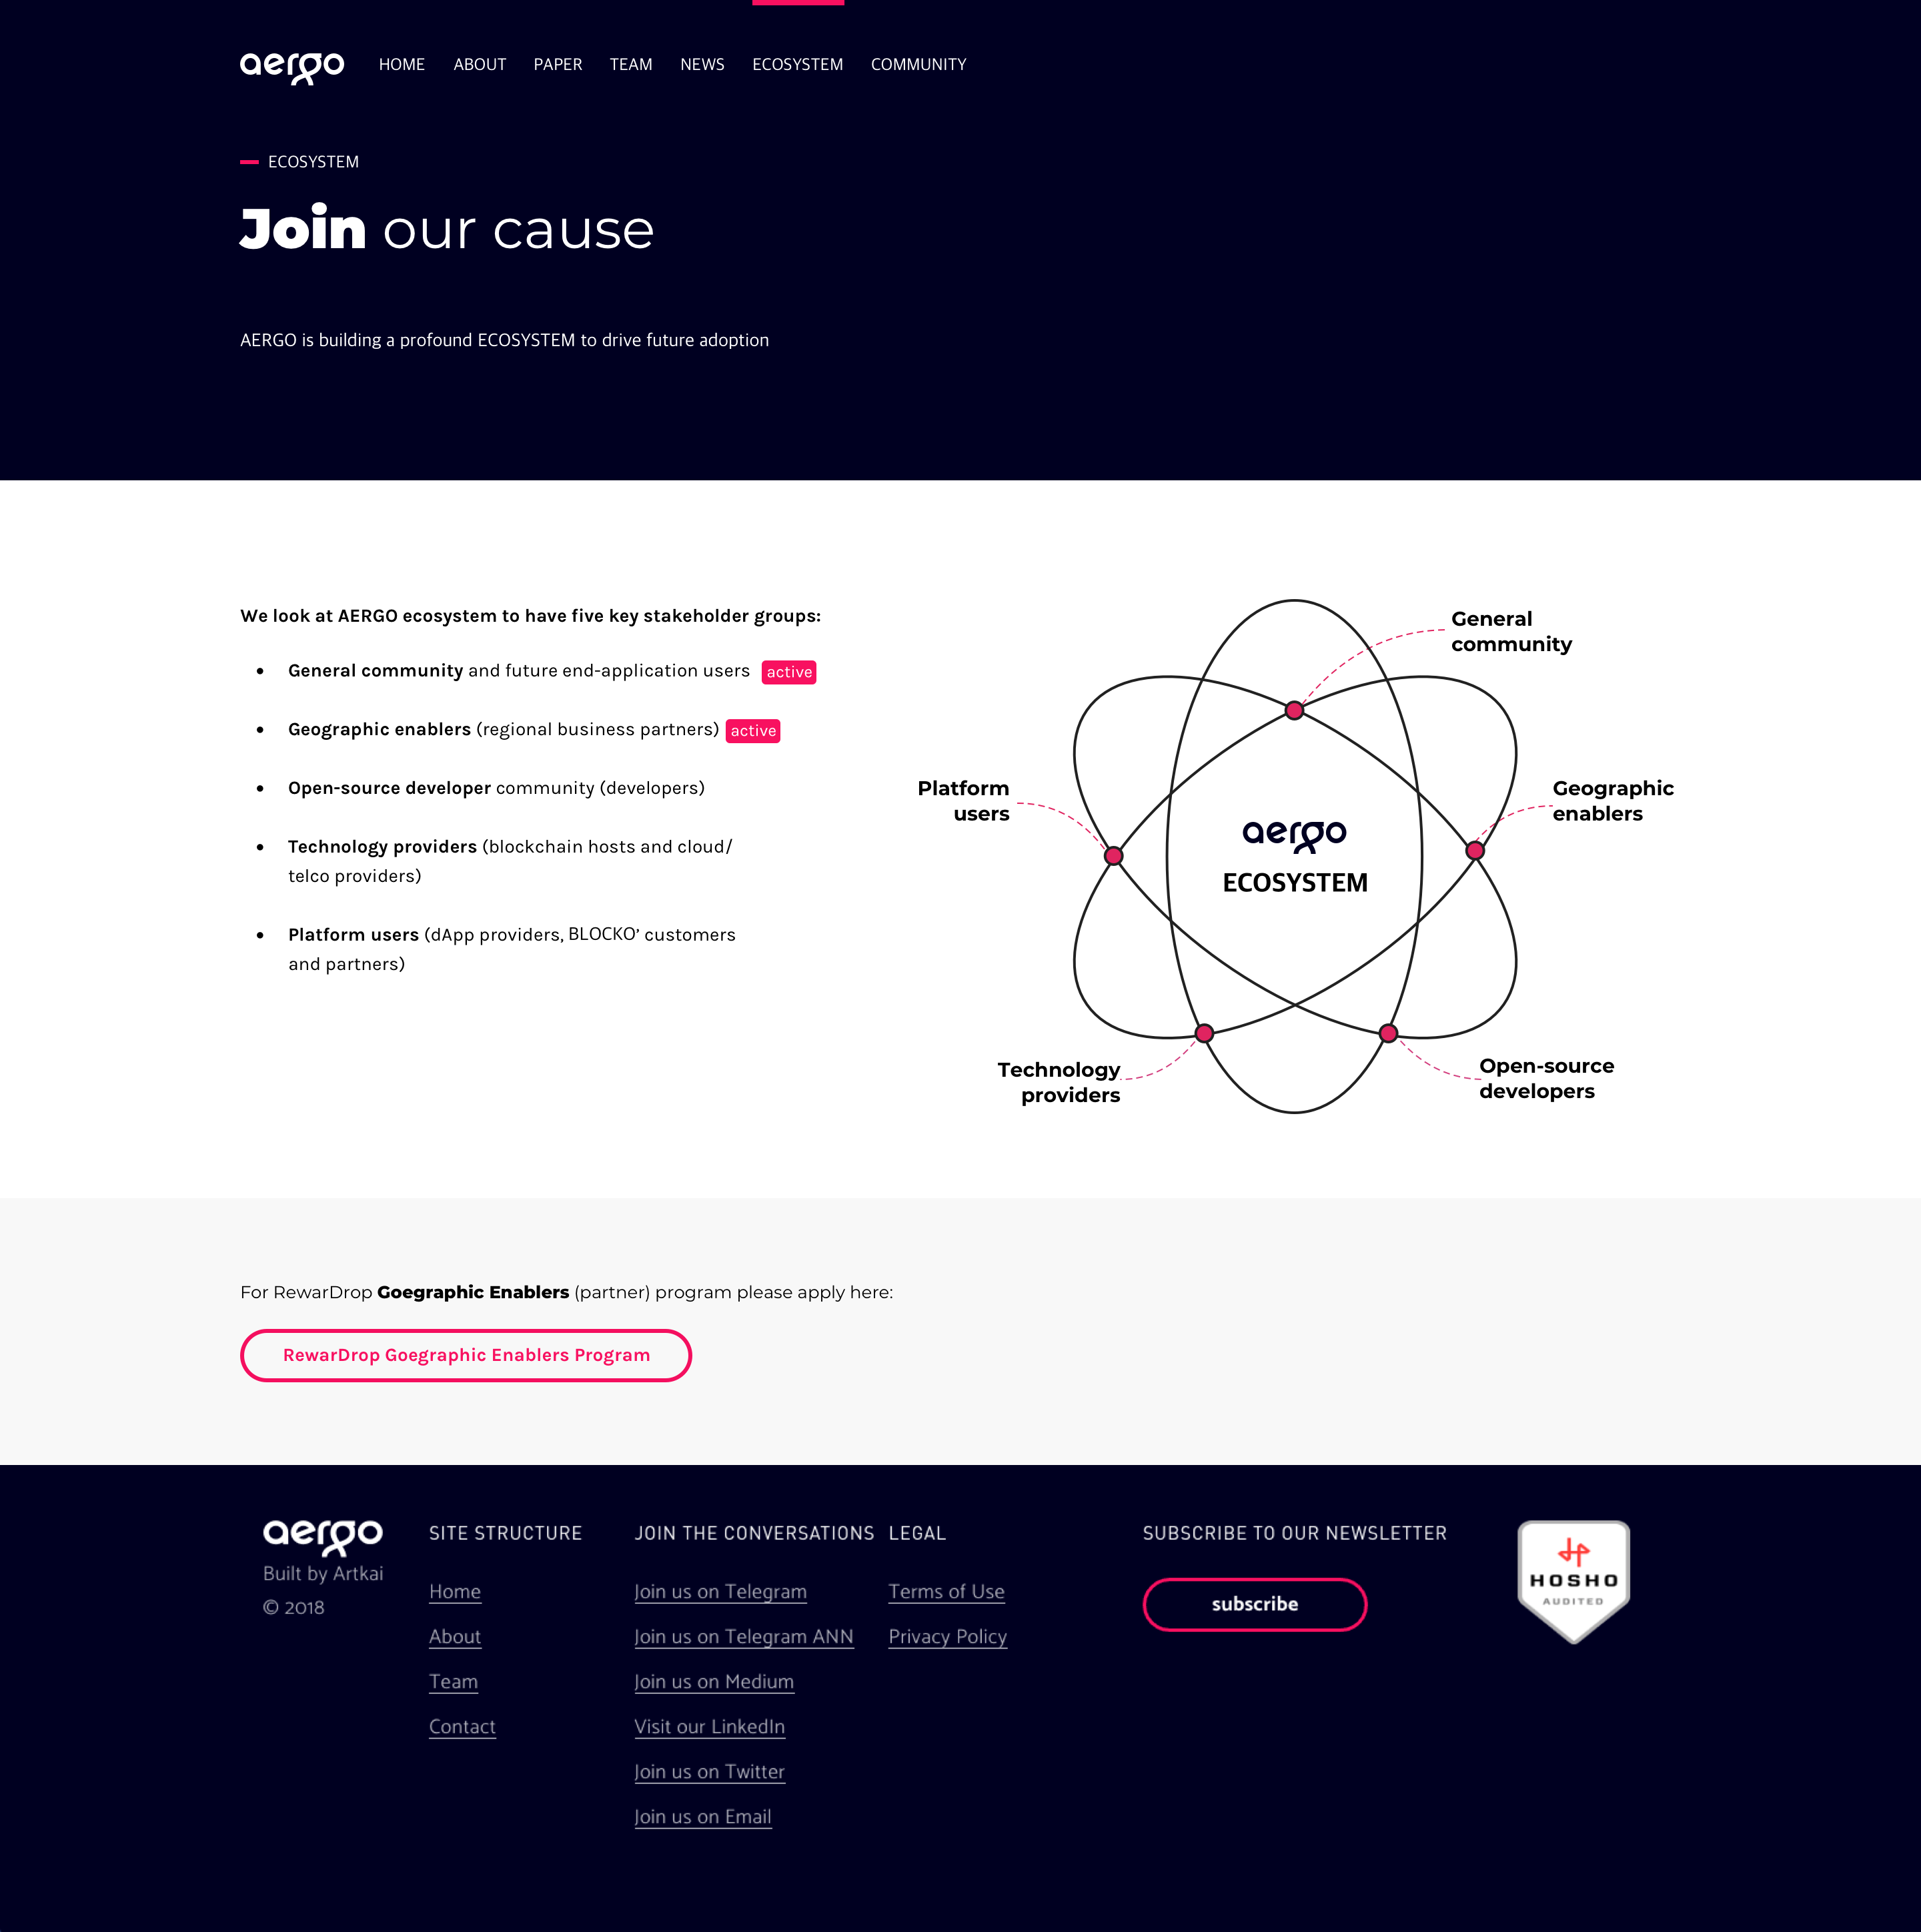 aergo HOME ABOUT PAPER TEAM NEWS ECOSYSTEM COMMUNITY
ECOSYSTEM
Join our cause
AERGO is building a profound ECOSYSTEM to drive future adoption
We look at AERGO ecosystem to have five key stakeholder groups:
• General community and future end-application users active
• Geographic enablers (regional business partners) active
• Open-source developer community (developers)
• Technology providers (blockchain hosts and cloud/
telco providers)
• Platform users (dApp providers, BLOCKO’ customers
and partners)
General
community
Platform
users
Geographic
enablers
aergo
ECOSYSTEM
Technology
providers
Open-source
developers
For RewarDrop Goegraphic Enablers (partner) program please apply here:
RewarDrop Goegraphic Enablers Program
aergo
Built by Artkai
© 2018
SITE STRUCTURE
Home
About
Team
Contact
JOIN THE CONVERSATIONS
Join us on Telegram
Join us on Telegram ANN
Join us on Medium
Visit our LinkedIn
Join us on Twitter
Join us on Email
LEGAL
Terms of Use
Privacy Policy
SUBSCRIBE TO OUR NEWSLETTER
subscribe
HOSHO
AUDITED